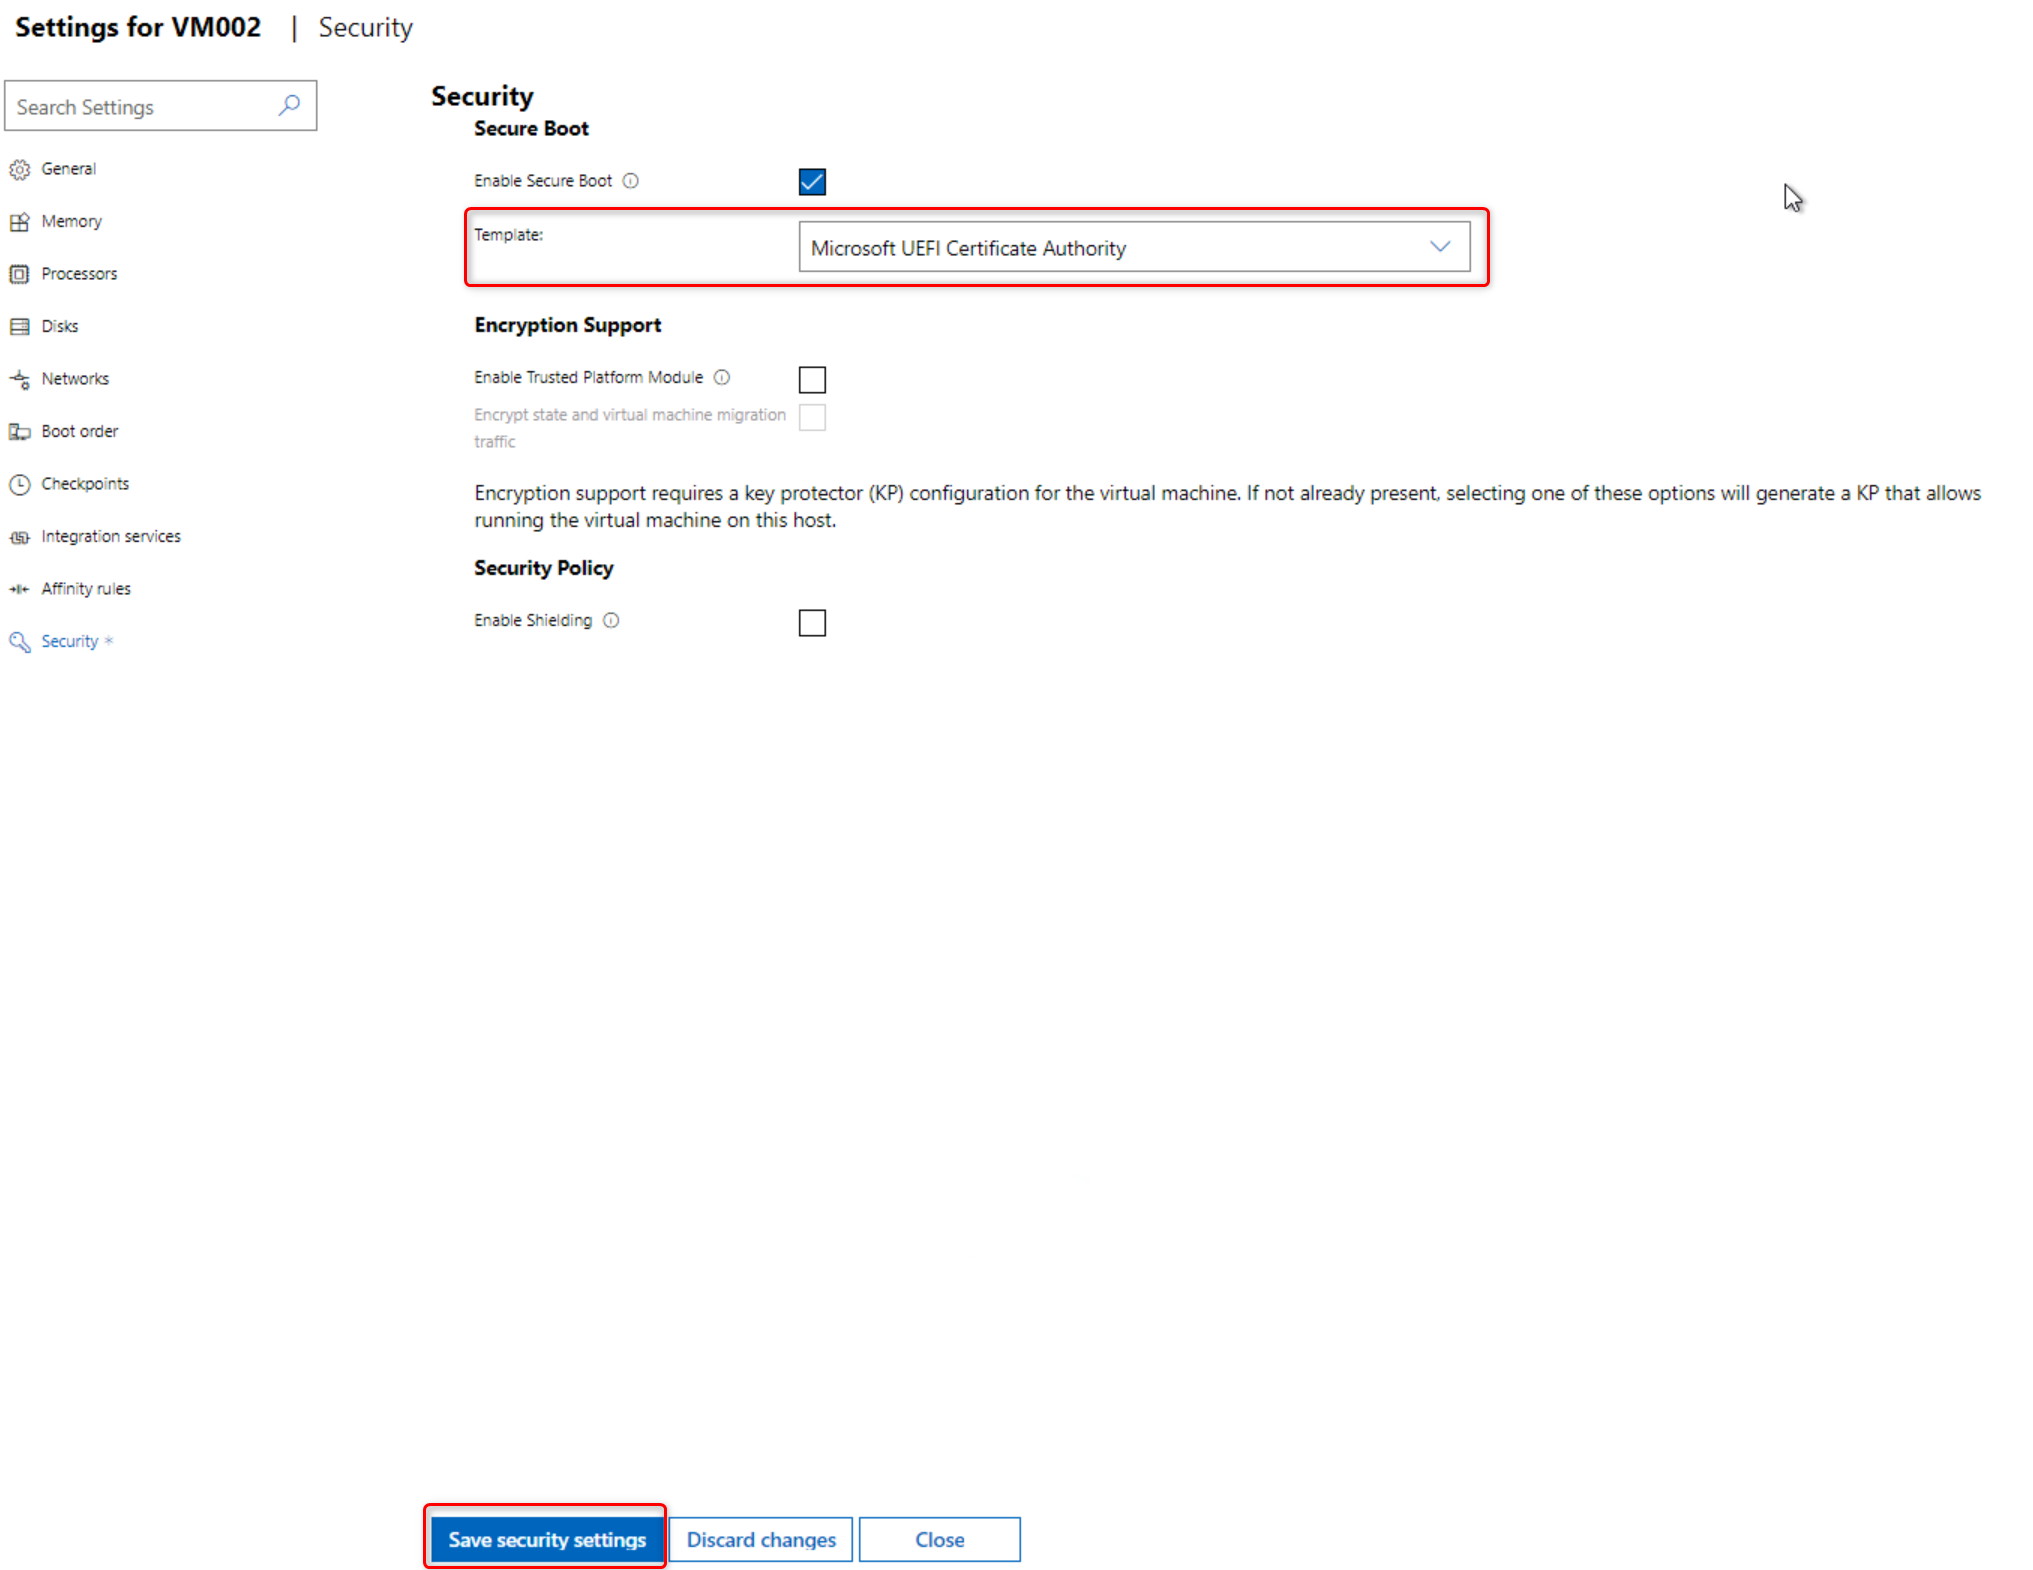 Settings for VM002 | Security
Search Settings
General
Memory
Processors
Disks
Networks
Boot order
Checkpoints
Integration services
Affinity rules
Security *
Security
Secure Boot
Enable Secure Boot
Template:
Microsoft UEFI Certificate Authority
Encryption Support
Enable Trusted Platform Module
Encrypt state and virtual machine migration
traffic
Encryption support requires a key protector (KP) configuration for the virtual machine. If not already present, selecting one of these options will generate a KP that allows
running the virtual machine on this host.
Security Policy
Enable Shielding
Save security settings
Discard changes
Close